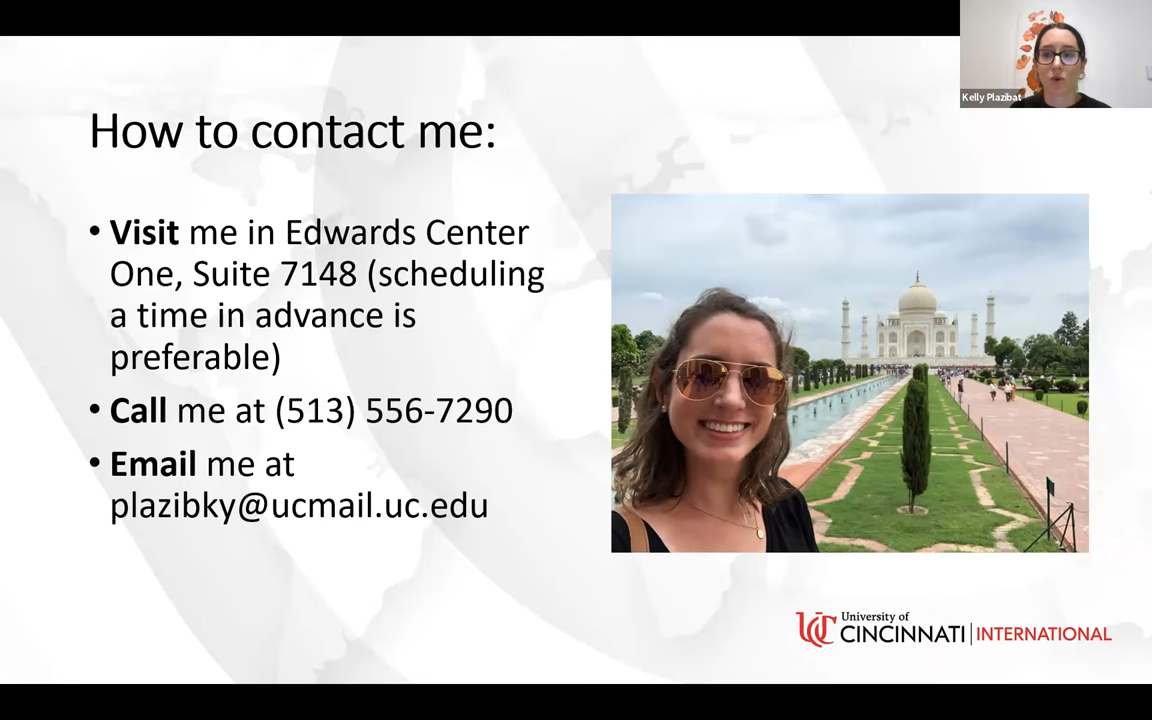 Kelly Plazibat
How to contact me:
• Visit me in Edwards Center
One, Suite 7148 (scheduling
a time in advance is
preferable)
• Call me at (513) 556-7290
• Email me at
plazibky@ucmail.uc.edu
UC University of
CINCINNATI | INTERNATIONAL